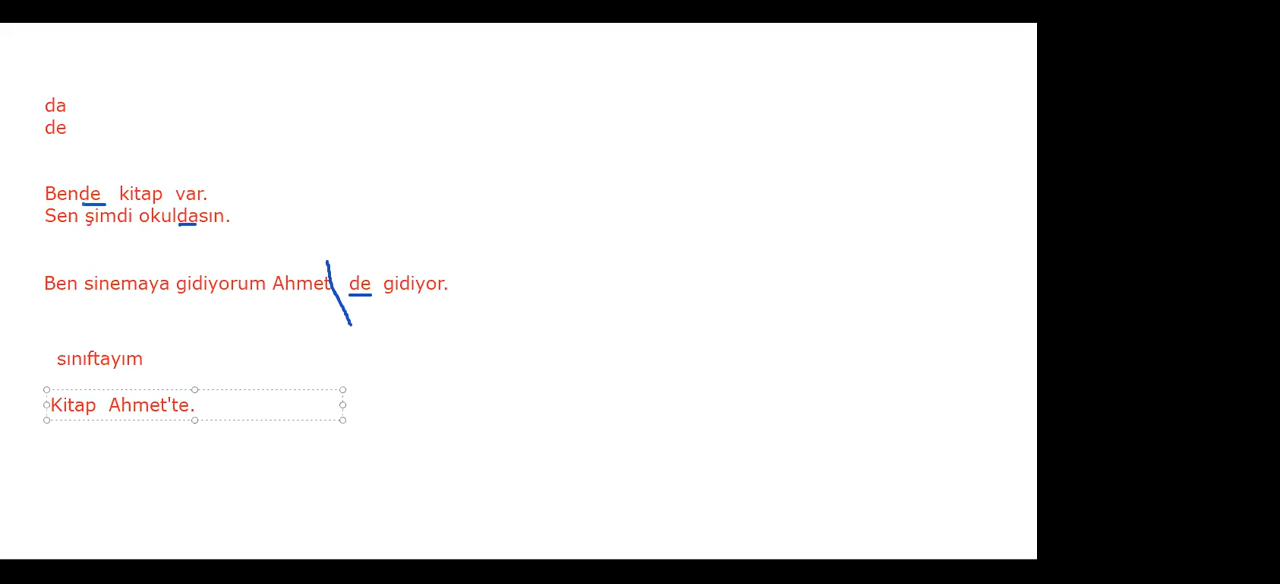 da
de
Bende kitap var.
Sen şimdi okuldasın.
Ben sinemaya gidiyorum Ahmet de gidiyor.
sınıftayım
Kitap Ahmet'te.